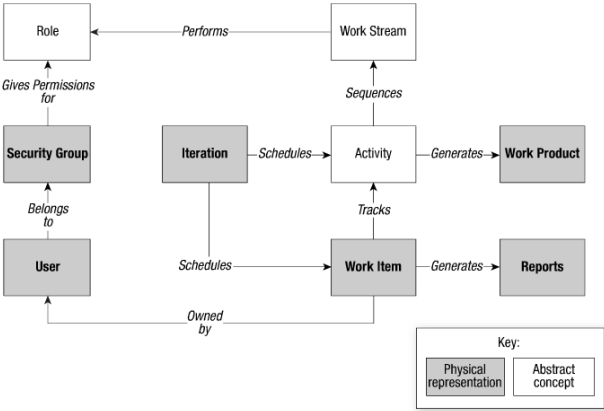 Role
Performs
Work Stream
Gives Permissions
for
Sequences
Security Group
Iteration
Schedules
Activity
Generates
Work Product
Belongs
to
Tracks
User
Schedules
Work Item
Generates
Reports
Owned
by
Key:
Physical
representation
Abstract
concept